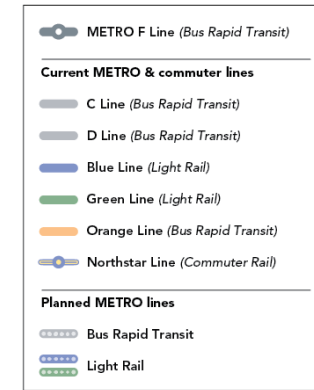 METRO F Line (Bus Rapid Transit)
Current METRO & commuter lines
C Line (Bus Rapid Transit)
D Line (Bus Rapid Transit)
Blue Line (Light Rail)
Green Line (Light Rail)
Orange Line (Bus Rapid Transit)
Northstar Line (Commuter Rail)
Planned METRO lines
Bus Rapid Transit
Light Rail